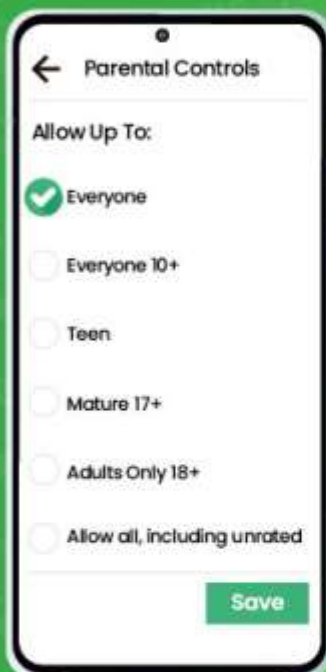 Parental Controls
Allow Up To:
Everyone
Everyone 10+
Teen
Mature 17+
Adults Only 18+
Allow all, including unrated
Save